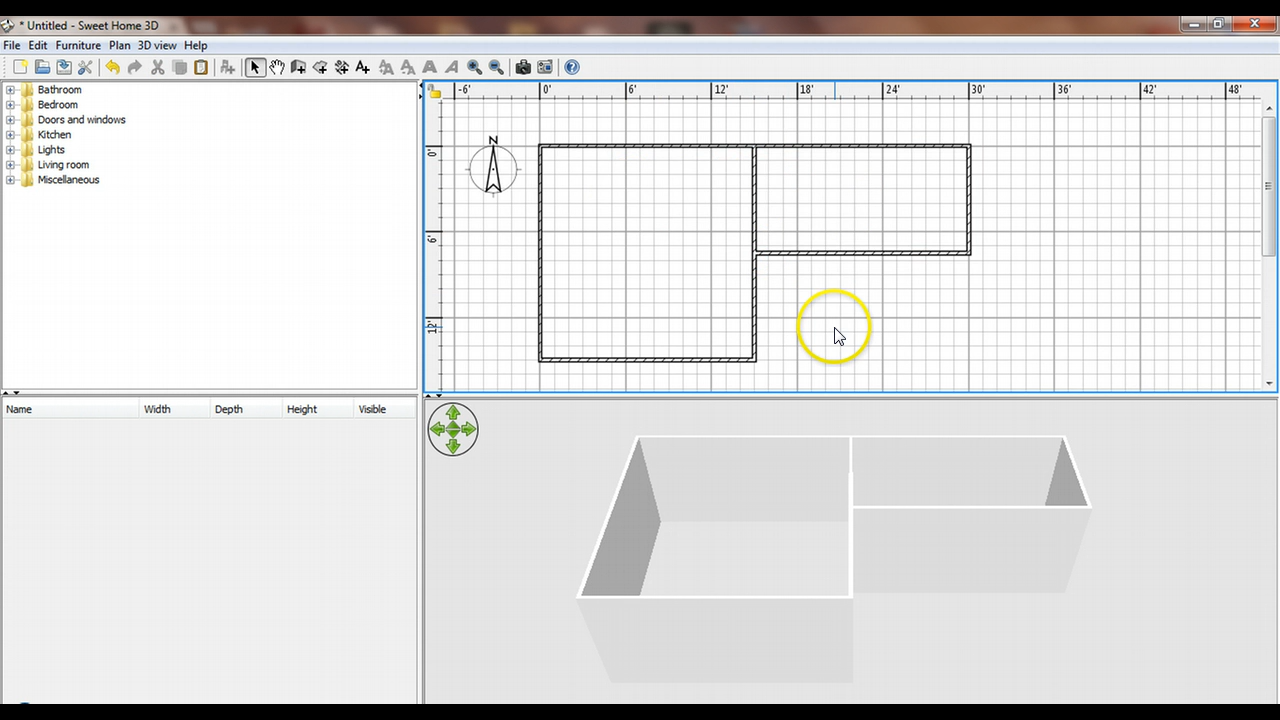 * Untitled - Sweet Home 3D
File Edit Furniture Plan 3D view Help
Bathroom
Bedroom
Doors and windows
Kitchen
Lights
Living room
Miscellaneous
-6' 0' 6' 12' 18' 24' 30' 36' 42' 48'
N
0'
6'
12'
Name Width Depth Height Visible